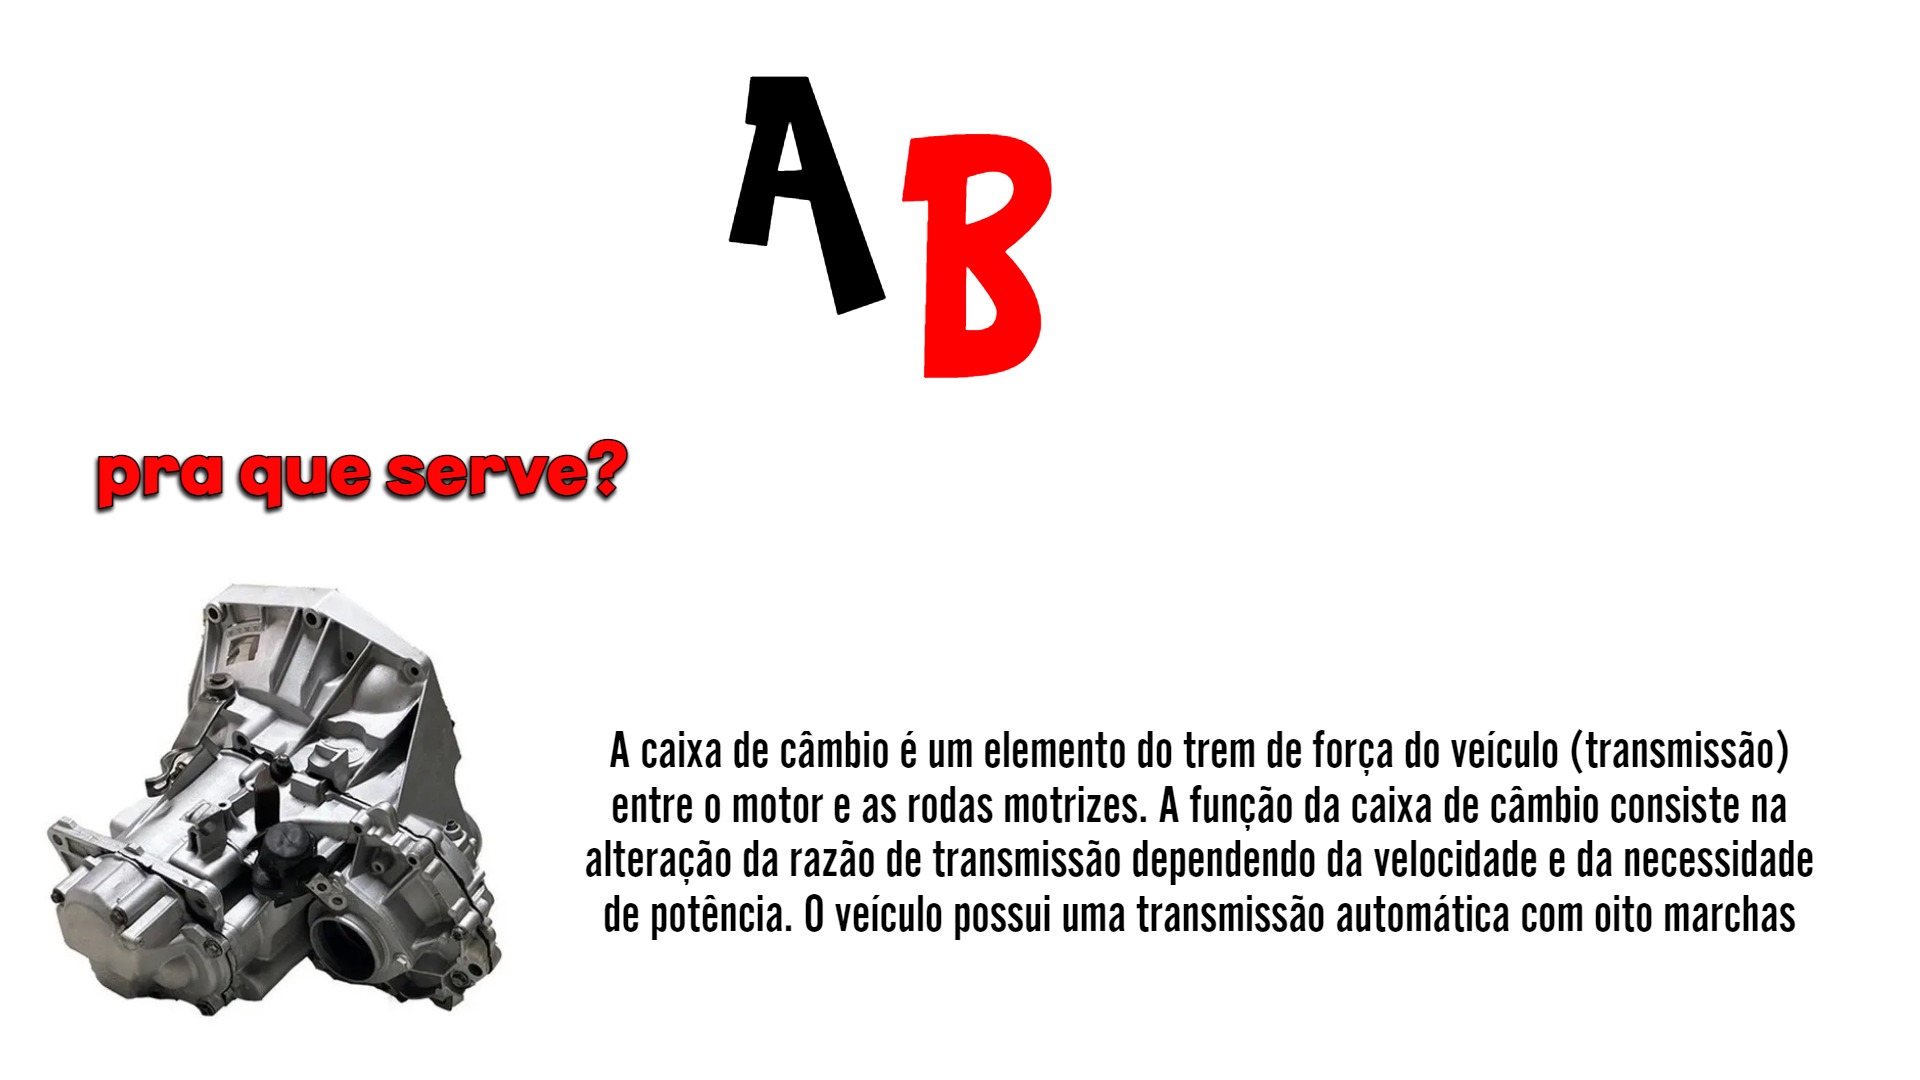 A B
pra que serve?
A caixa de câmbio é um elemento do trem de força do veículo (transmissão)
entre o motor e as rodas motrizes. A função da caixa de câmbio consiste na
alteração da razão de transmissão dependendo da velocidade e da necessidade
de potência. O veículo possui uma transmissão automática com oito marchas